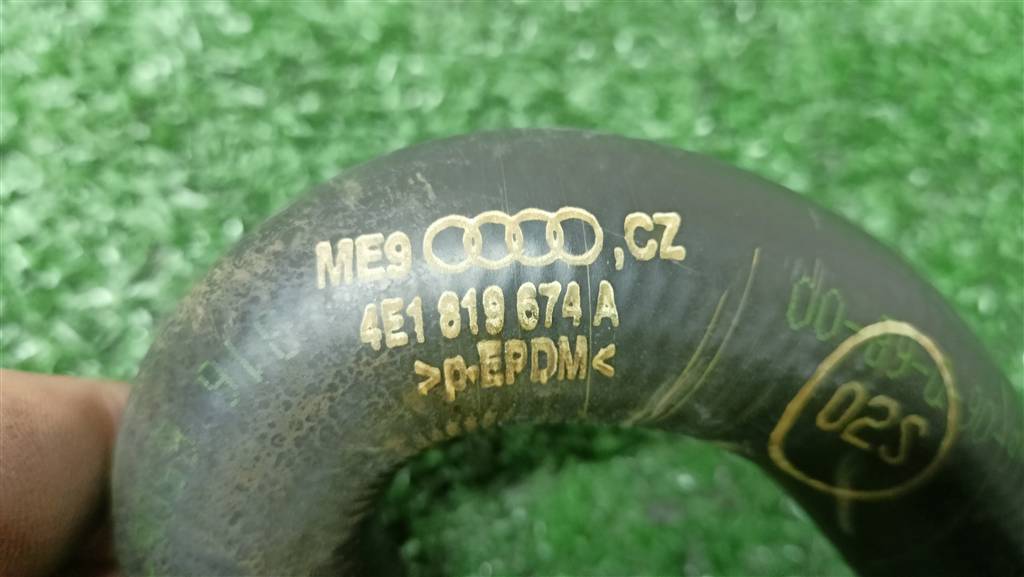 ME9 ,CZ
4E1 819 674 A
>p-EPDM<
02S